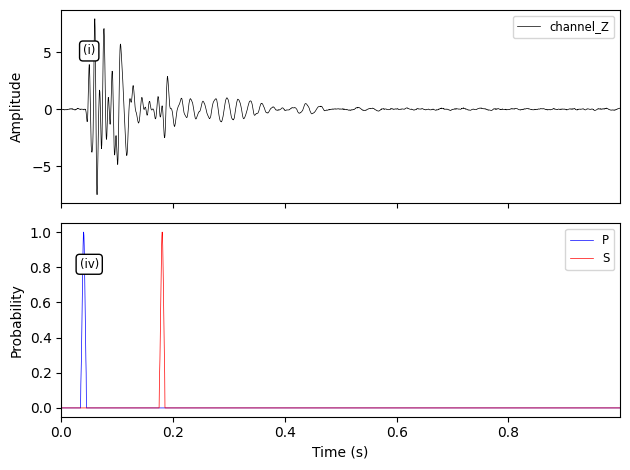 channel_Z
(i)
5
0
−5
Amplitude
P
S
(iv)
1.0
0.8
0.6
0.4
0.2
0.0
Probability
0.0 0.2 0.4 0.6 0.8
Time (s)